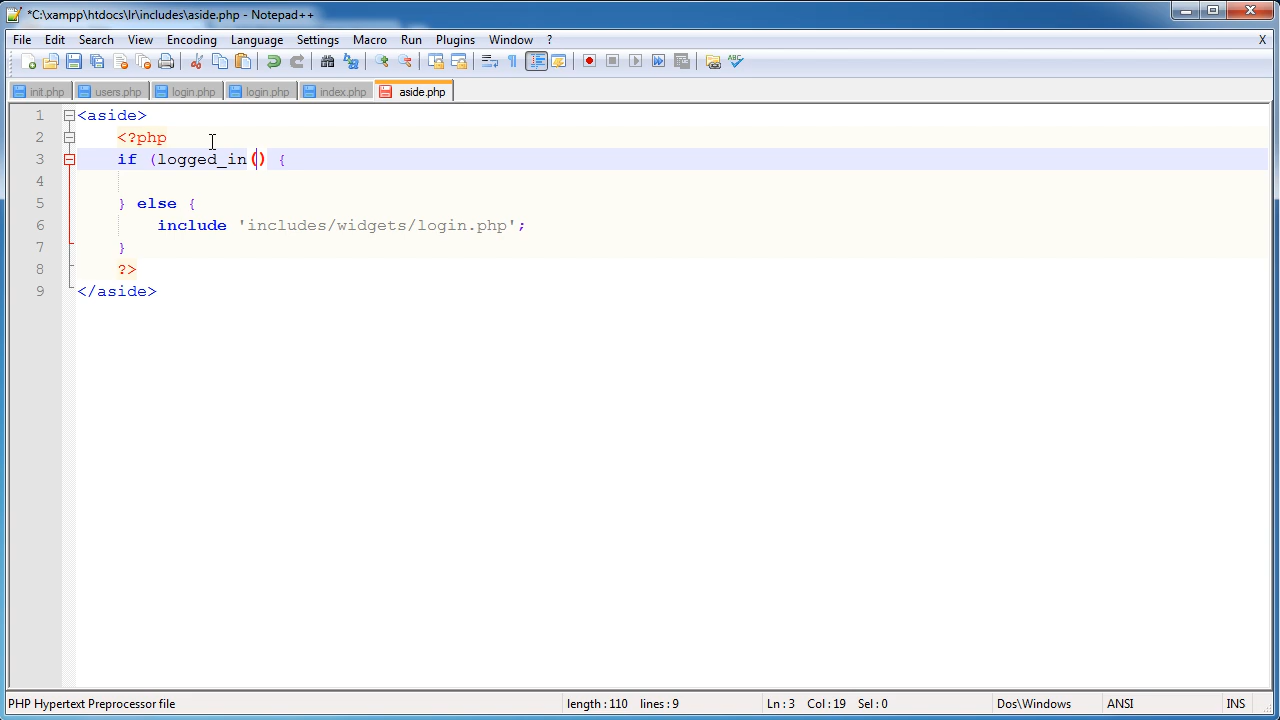 *C:\xampp\htdocs\lr\includes\aside.php - Notepad++
File Edit Search View Encoding Language Settings Macro Run Plugins Window ? X
init.php users.php login.php login.php index.php aside.php
1 <aside>
2 <?php
3 if (logged_in() {
4
5 } else {
6 include 'includes/widgets/login.php';
7 }
8 ?>
9 </aside>
PHP Hypertext Preprocessor file length : 110 lines : 9 Ln : 3 Col : 19 Sel : 0 Dos\Windows ANSI INS